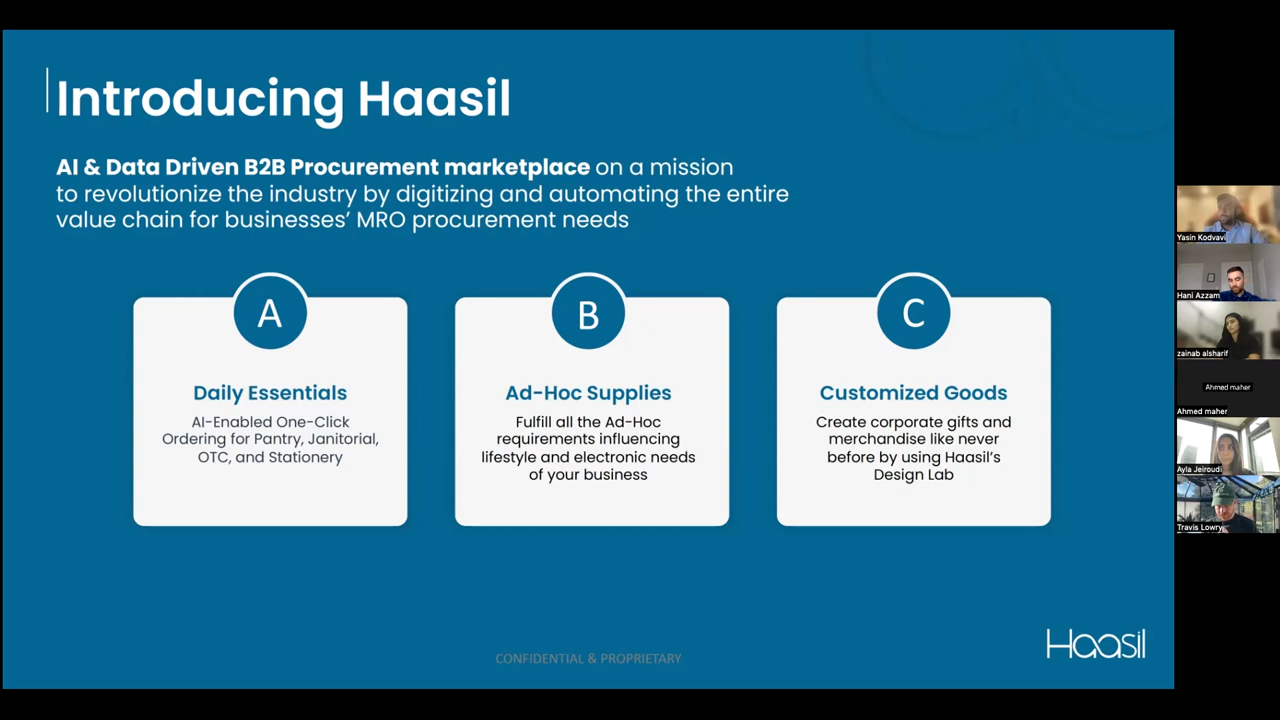 Introducing Haasil
AI & Data Driven B2B Procurement marketplace on a mission
to revolutionize the industry by digitizing and automating the entire
value chain for businesses’ MRO procurement needs
A
Daily Essentials
AI-Enabled One-Click
Ordering for Pantry, Janitorial,
OTC, and Stationery
B
Ad-Hoc Supplies
Fulfill all the Ad-Hoc
requirements influencing
lifestyle and electronic needs
of your business
C
Customized Goods
Create corporate gifts and
merchandise like never
before by using Haasil’s
Design Lab
CONFIDENTIAL & PROPRIETARY
Haasil
Yasin Kodvavi
Hani Azzam
zainab alsharif
Ahmed maher
Ahmed maher
Ayla Jeiroudi
Travis Lowry